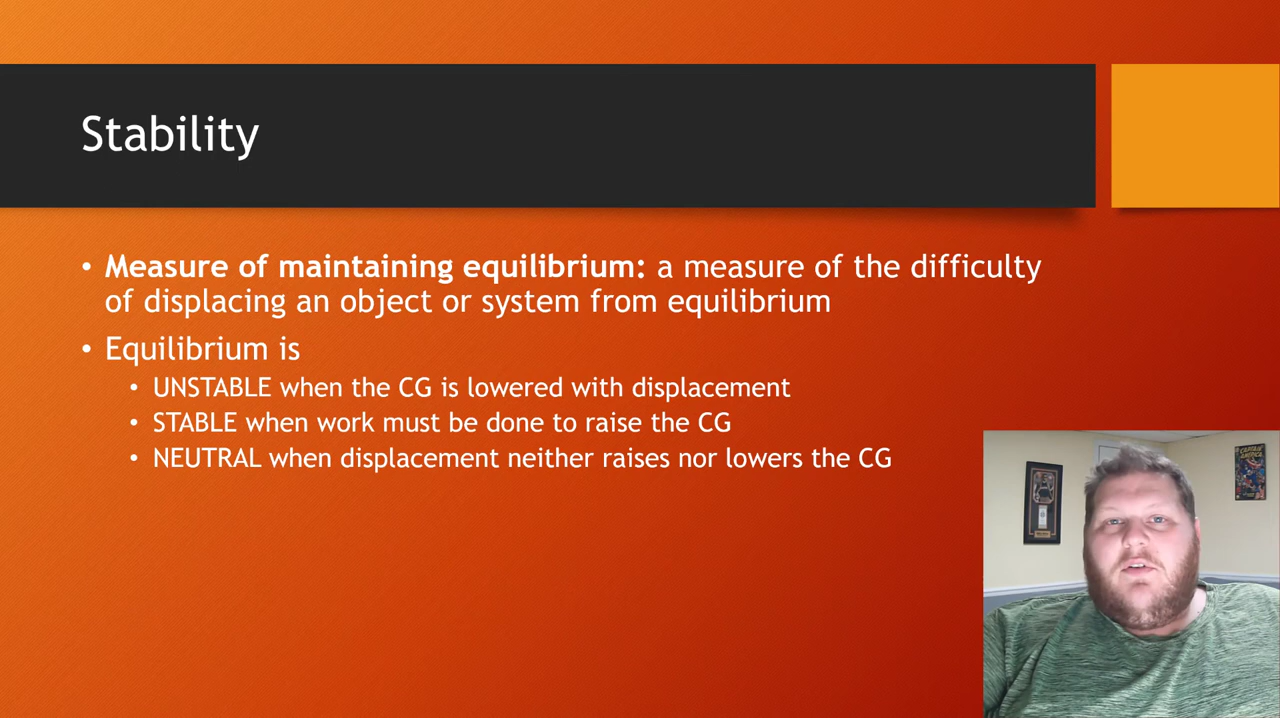 Stability
• Measure of maintaining equilibrium: a measure of the difficulty
of displacing an object or system from equilibrium
• Equilibrium is
• UNSTABLE when the CG is lowered with displacement
• STABLE when work must be done to raise the CG
• NEUTRAL when displacement neither raises nor lowers the CG
CAPTAIN AMERICA